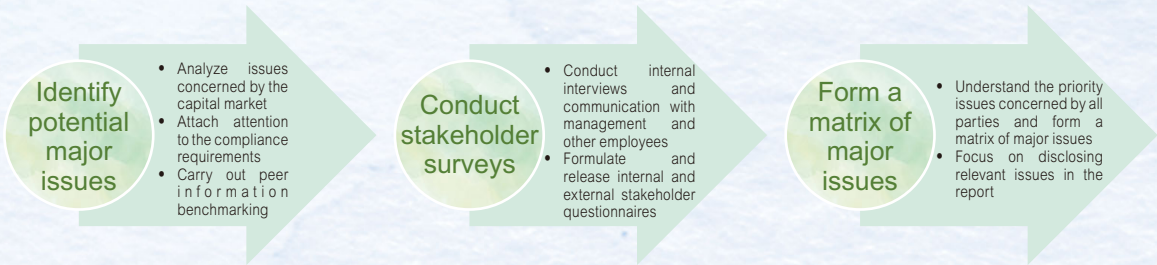 Identify
potential
major
issues
• Analyze issues
concerned by the
capital market
• Attach attention
to the compliance
requirements
• Carry out peer
information
benchmarking
Conduct
stakeholder
surveys
• Conduct internal
interviews and
communication with
management and
other employees
• Formulate and
release internal and
external stakeholder
questionnaires
Form a
matrix of
major
issues
• Understand the priority
issues concerned by all
parties and form a
matrix of major issues
• Focus on disclosing
relevant issues in the
report